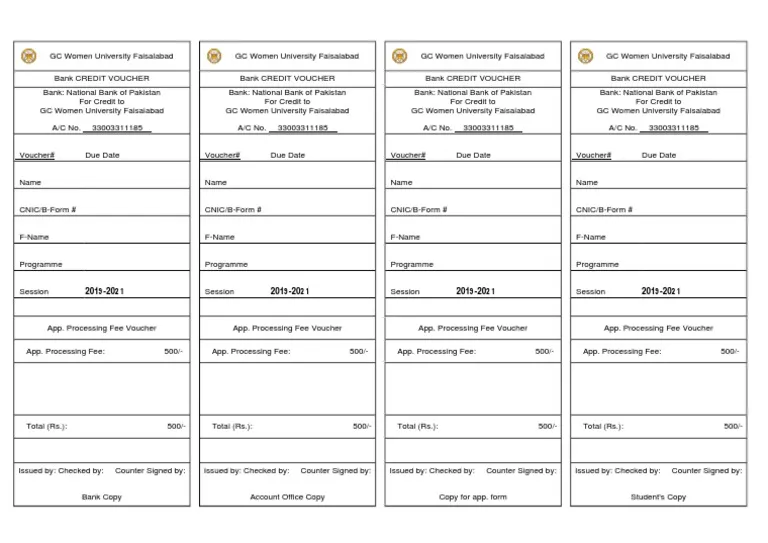 GC Women University Faisalabad
Bank CREDIT VOUCHER
Bank: National Bank of Pakistan
For Credit to
GC Women University Faisalabad
A/C No. 33003311185
Voucher# Due Date
Name
CNIC/B-Form #
F-Name
Programme
Session 2019-2021
App. Processing Fee Voucher
App. Processing Fee: 500/-
Total (Rs.): 500/-
Issued by: Checked by: Counter Signed by:
Bank Copy
GC Women University Faisalabad
Bank CREDIT VOUCHER
Bank: National Bank of Pakistan
For Credit to
GC Women University Faisalabad
A/C No. 33003311185
Voucher# Due Date
Name
CNIC/B-Form #
F-Name
Programme
Session 2019-2021
App. Processing Fee Voucher
App. Processing Fee: 500/-
Total (Rs.): 500/-
Issued by: Checked by: Counter Signed by:
Account Office Copy
GC Women University Faisalabad
Bank CREDIT VOUCHER
Bank: National Bank of Pakistan
For Credit to
GC Women University Faisalabad
A/C No. 33003311185
Voucher# Due Date
Name
CNIC/B-Form #
F-Name
Programme
Session 2019-2021
App. Processing Fee Voucher
App. Processing Fee: 500/-
Total (Rs.): 500/-
Issued by: Checked by: Counter Signed by:
Copy for app. form
GC Women University Faisalabad
Bank CREDIT VOUCHER
Bank: National Bank of Pakistan
For Credit to
GC Women University Faisalabad
A/C No. 33003311185
Voucher# Due Date
Name
CNIC/B-Form #
F-Name
Programme
Session 2019-2021
App. Processing Fee Voucher
App. Processing Fee: 500/-
Total (Rs.): 500/-
Issued by: Checked by: Counter Signed by:
Student's Copy